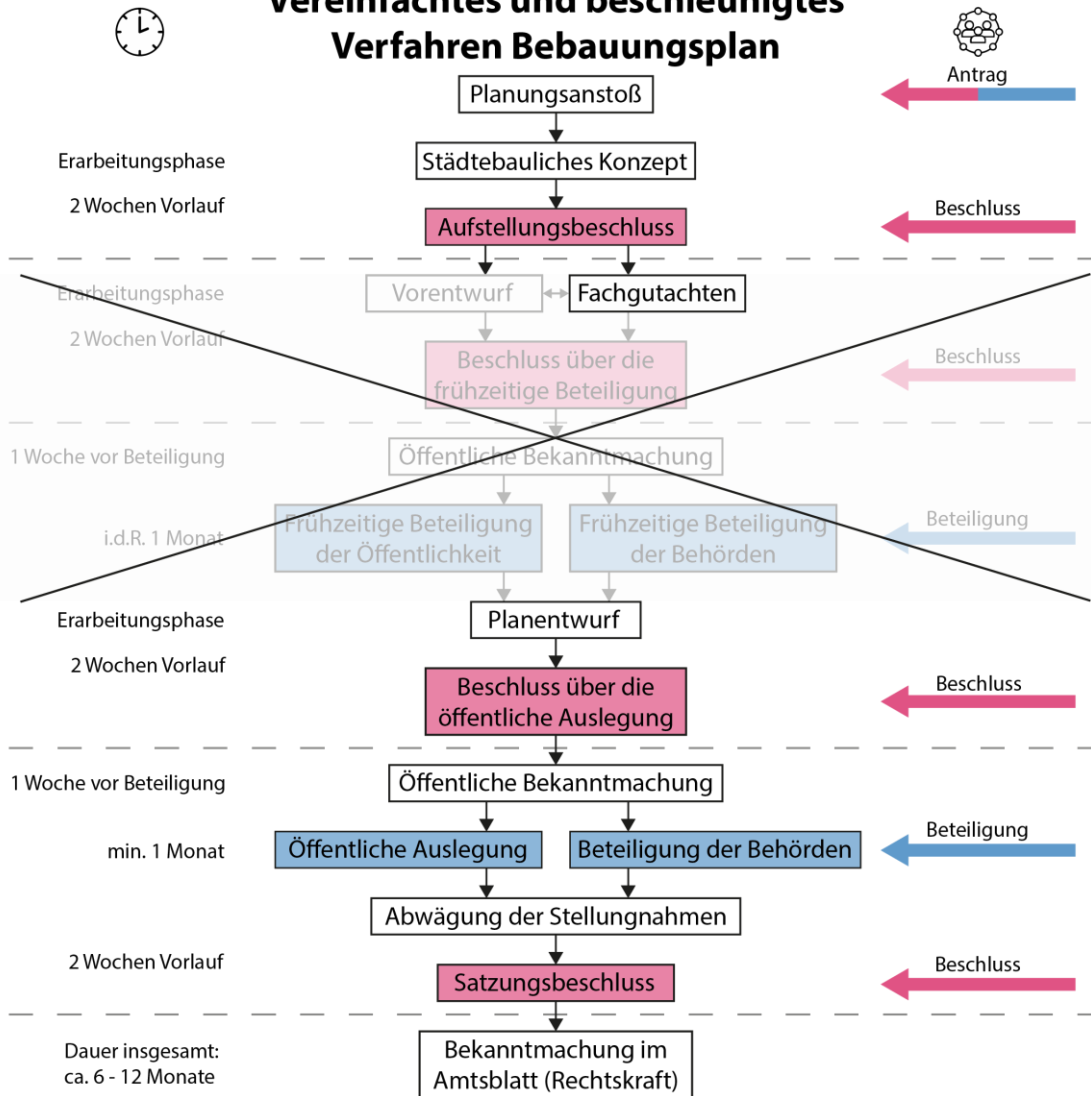 Vereinfachtes und beschleunigtes
Verfahren Bebauungsplan
Antrag
Planungsanstoß
Erarbeitungsphase
Städtebauliches Konzept
2 Wochen Vorlauf
Aufstellungsbeschluss
Beschluss
Erarbeitungsphase
Vorentwurf
Fachgutachten
2 Wochen Vorlauf
Beschluss über die
frühzeitige Beteiligung
Beschluss
1 Woche vor Beteiligung
Öffentliche Bekanntmachung
i.d.R. 1 Monat
Frühzeitige Beteiligung
der Öffentlichkeit
Frühzeitige Beteiligung
der Behörden
Beteiligung
Erarbeitungsphase
Planentwurf
2 Wochen Vorlauf
Beschluss über die
öffentliche Auslegung
Beschluss
1 Woche vor Beteiligung
Öffentliche Bekanntmachung
min. 1 Monat
Öffentliche Auslegung
Beteiligung der Behörden
Beteiligung
Abwägung der Stellungnahmen
2 Wochen Vorlauf
Satzungsbeschluss
Beschluss
Dauer insgesamt:
ca. 6 - 12 Monate
Bekanntmachung im
Amtsblatt (Rechtskraft)